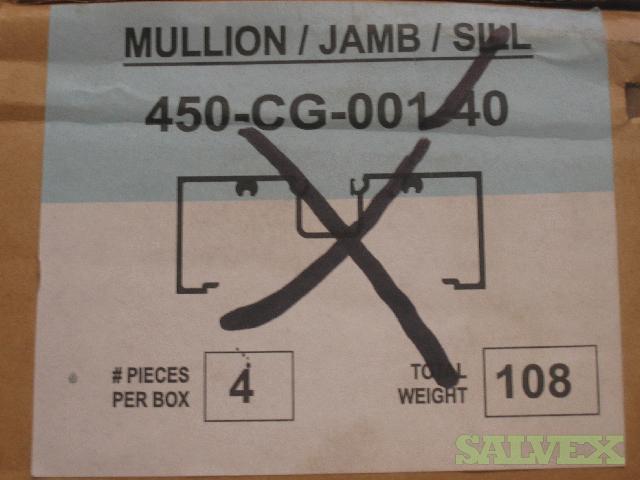 MULLION / JAMB / SILL
450-CG-001-40
# PIECES
PER BOX
4
TOTAL
WEIGHT
108
SALVEX